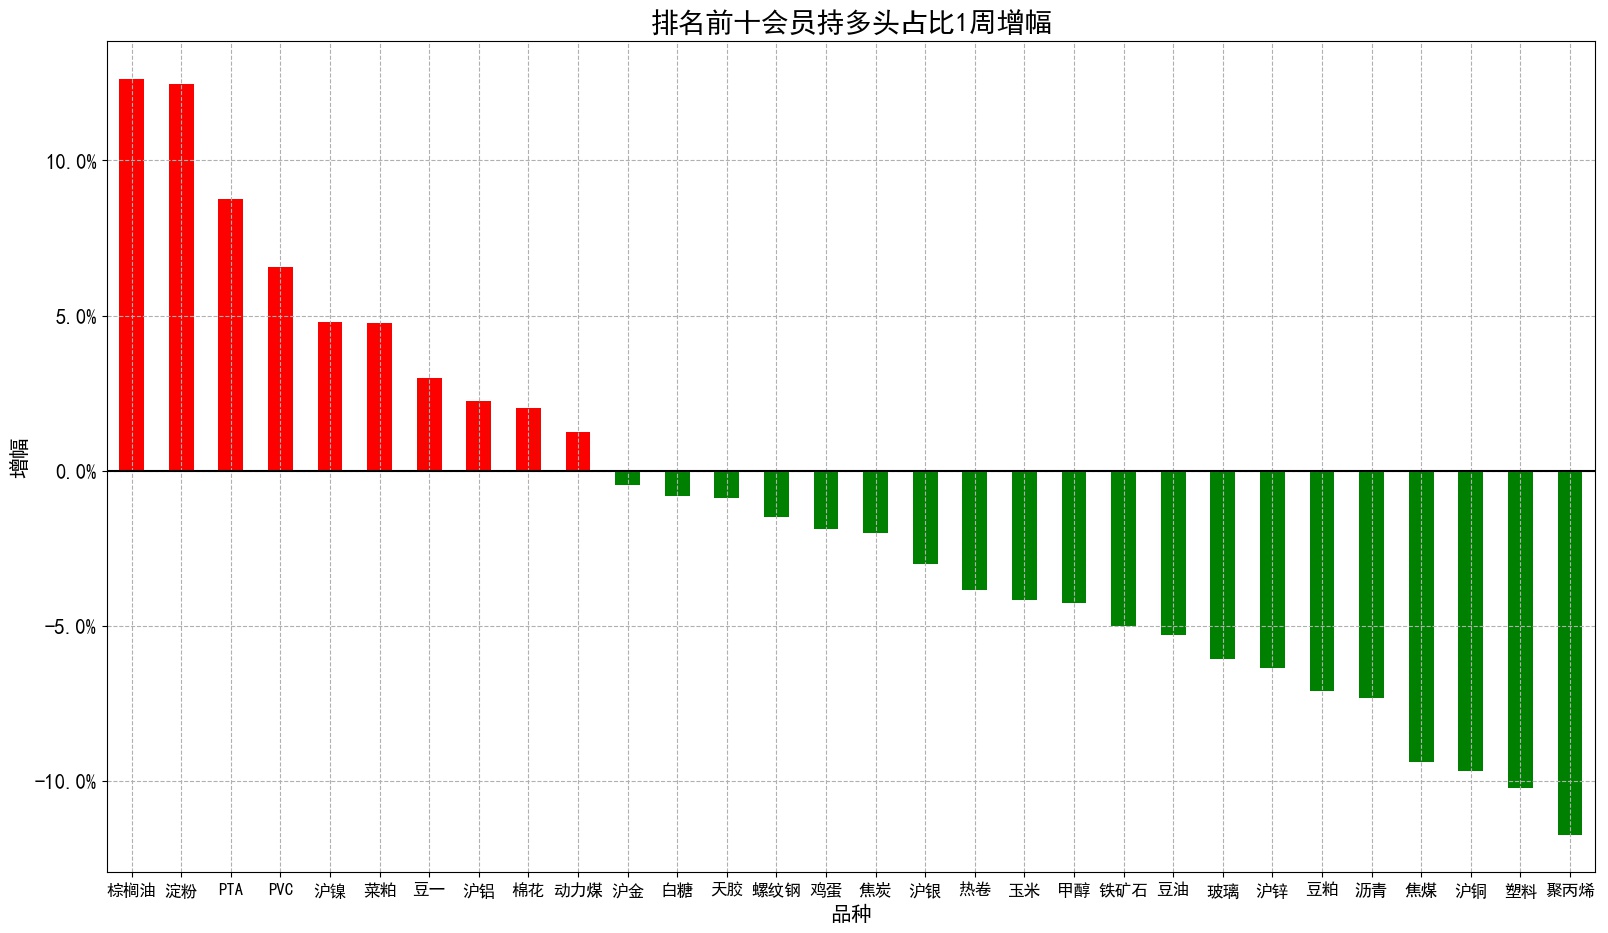 排名前十会员持多头占比1周增幅
增幅
10.0%
5.0%
0.0%
−5.0%
−10.0%
棕榈油 淀粉 PTA PVC 沪镍 菜粕 豆一 沪铝 棉花 动力煤 沪金 白糖 天胶 螺纹钢 鸡蛋 焦炭 沪银 热卷 玉米 甲醇 铁矿石 豆油 玻璃 沪锌 豆粕 沥青 焦煤 沪铜 塑料 聚丙烯
品种